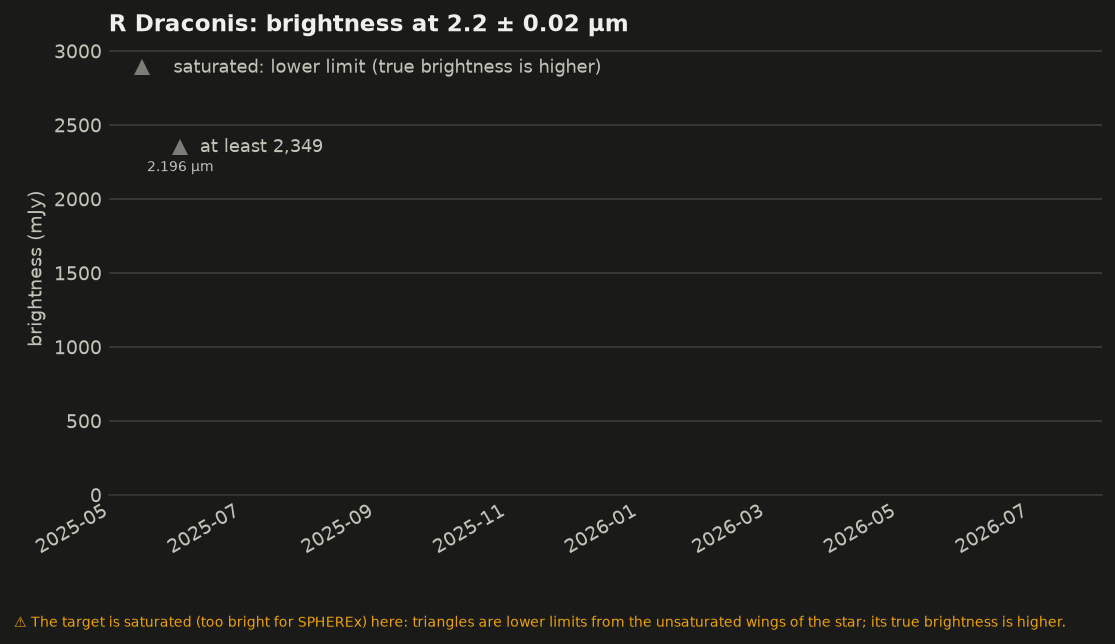 R Draconis: brightness at 2.2 ± 0.02 µm
3000
▲ saturated: lower limit (true brightness is higher)
2500
▲ at least 2,349
2.196 µm
2000
brightness (mJy)
1500
1000
500
0
2025-05
2025-07
2025-09
2025-11
2026-01
2026-03
2026-05
2026-07
⚠ The target is saturated (too bright for SPHEREx) here: triangles are lower limits from the unsaturated wings of the star; its true brightness is higher.